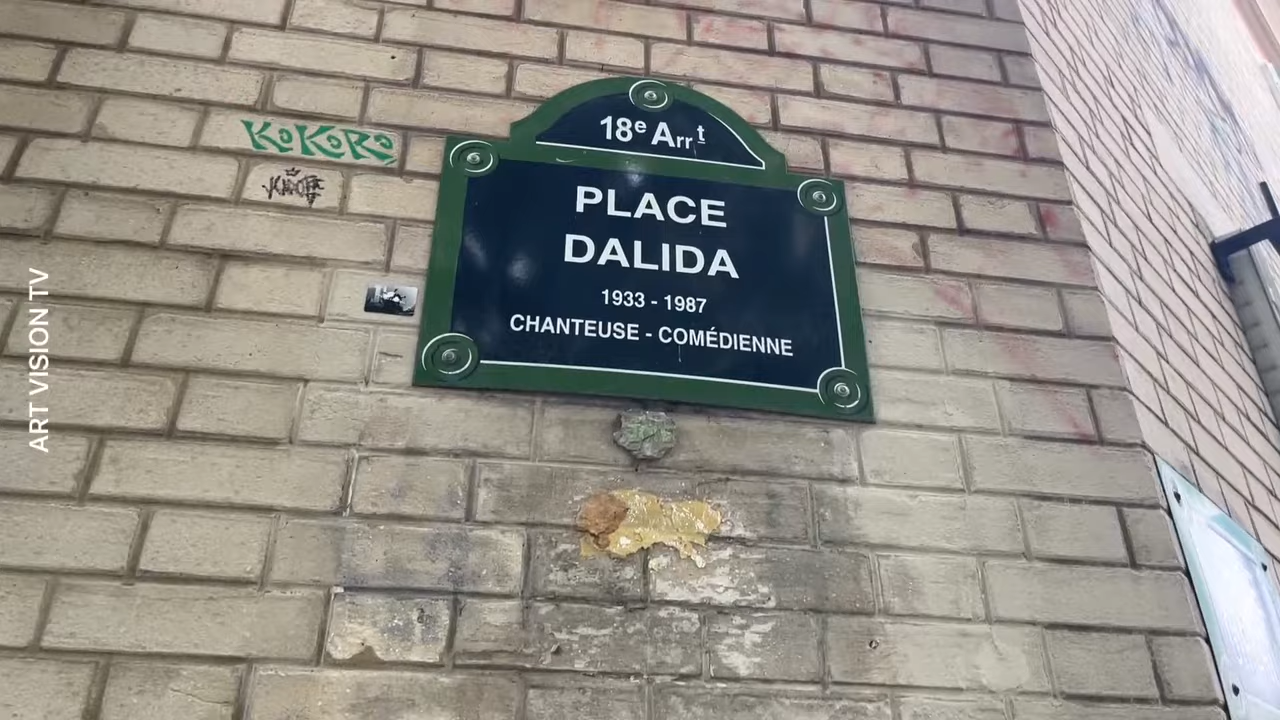 18e Arrt
PLACE
DALIDA
1933 - 1987
CHANTEUSE - COMÉDIENNE
KOKORO
ART VISION TV